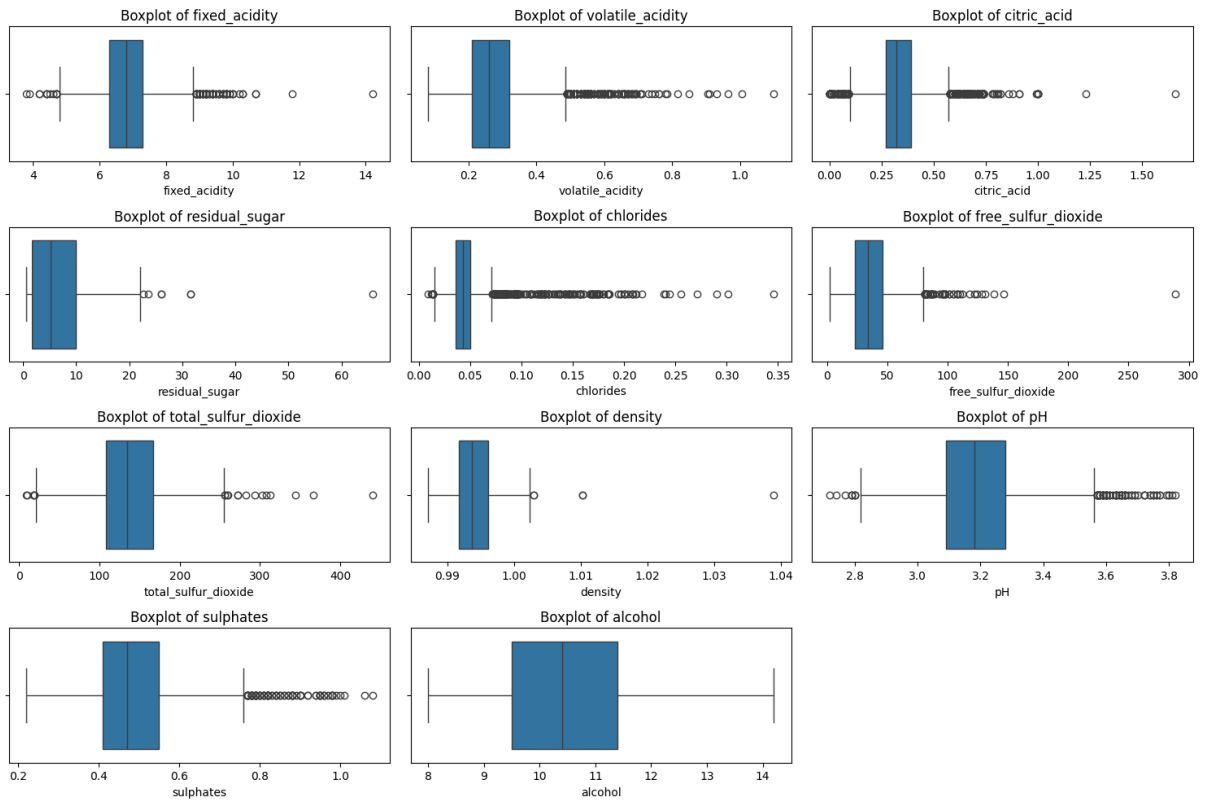 Boxplot of fixed_acidity
4 6 8 10 12 14
fixed_acidity
Boxplot of volatile_acidity
0.2 0.4 0.6 0.8 1.0
volatile_acidity
Boxplot of citric_acid
0.00 0.25 0.50 0.75 1.00 1.25 1.50
citric_acid
Boxplot of residual_sugar
0 10 20 30 40 50 60
residual_sugar
Boxplot of chlorides
0.00 0.05 0.10 0.15 0.20 0.25 0.30 0.35
chlorides
Boxplot of free_sulfur_dioxide
0 50 100 150 200 250 300
free_sulfur_dioxide
Boxplot of total_sulfur_dioxide
0 100 200 300 400
total_sulfur_dioxide
Boxplot of density
0.99 1.00 1.01 1.02 1.03 1.04
density
Boxplot of pH
2.8 3.0 3.2 3.4 3.6 3.8
pH
Boxplot of sulphates
0.2 0.4 0.6 0.8 1.0
sulphates
Boxplot of alcohol
8 9 10 11 12 13 14
alcohol